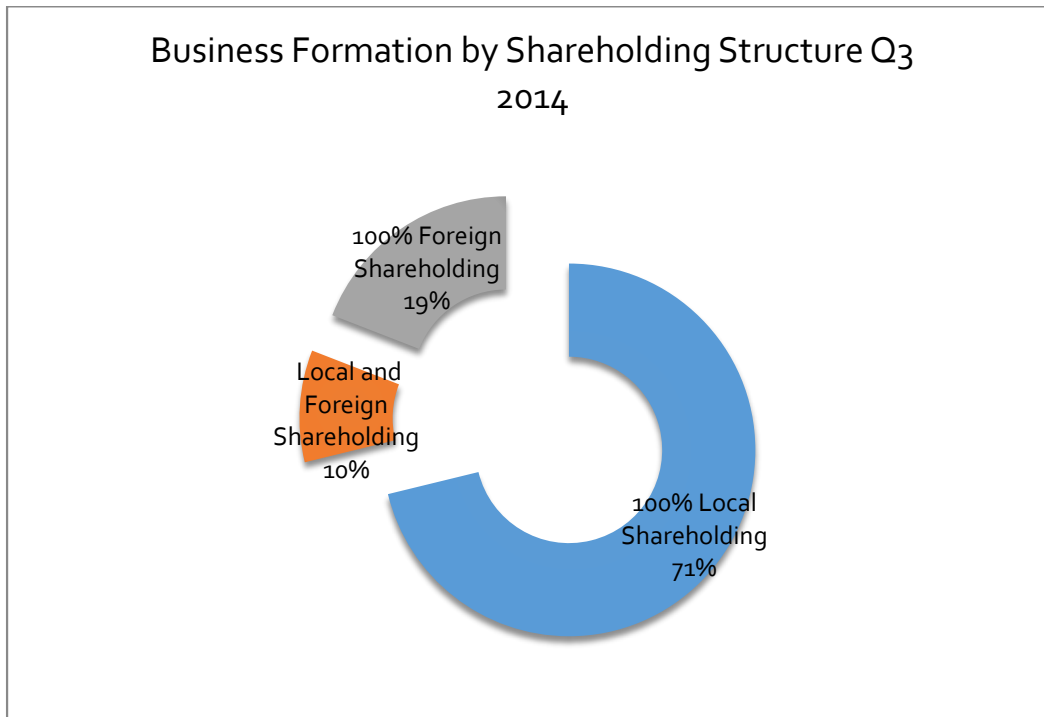 Business Formation by Shareholding Structure Q3
2014
100% Foreign
Shareholding
19%
Local and
Foreign
Shareholding
10%
100% Local
Shareholding
71%